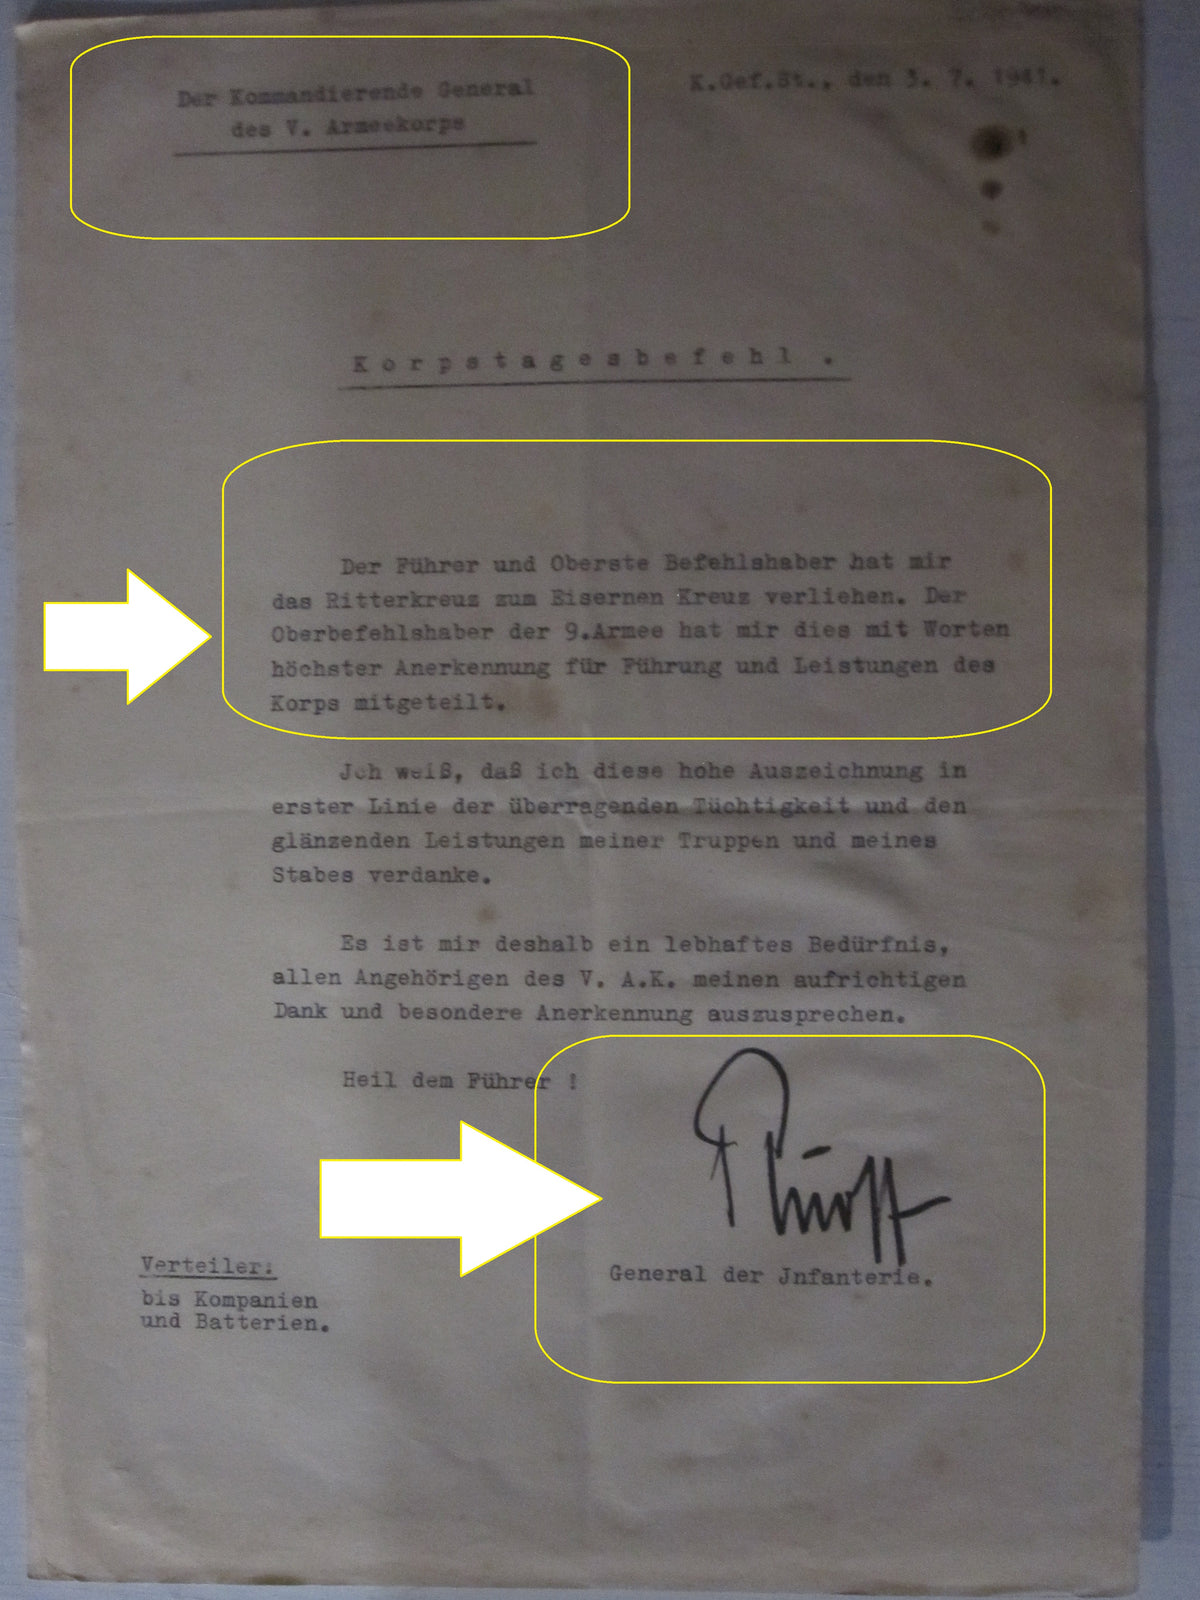 Der Kommandierende General
des V. Armeekorps
K.Gef.St., den 3. 7. 1941.
Korpstagesbefehl .
Der Führer und Oberste Befehlshaber hat mir
das Ritterkreuz zum Eisernen Kreuz verliehen. Der
Oberbefehlshaber der 9.Armee hat mir dies mit Worten
höchster Anerkennung für Führung und Leistungen des
Korps mitgeteilt.
Jch weiß, daß ich diese hohe Auszeichnung in
erster Linie der überragenden Tüchtigkeit und den
glänzenden Leistungen meiner Truppen und meines
Stabes verdanke.
Es ist mir deshalb ein lebhaftes Bedürfnis,
allen Angehörigen des V. A.K. meinen aufrichtigen
Dank und besondere Anerkennung auszusprechen.
Heil dem Führer !
General der Jnfanterie.
Verteiler:
bis Kompanien
und Batterien.